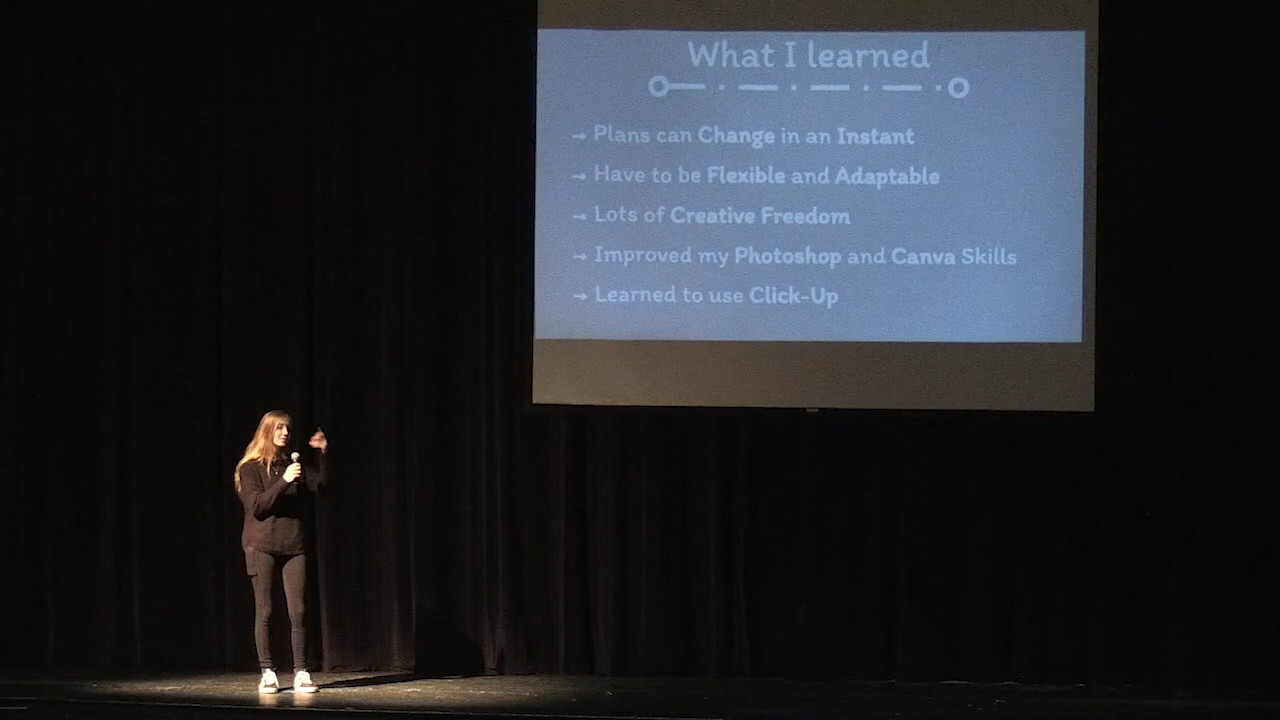 What I learned
→ Plans can Change in an Instant
→ Have to be Flexible and Adaptable
→ Lots of Creative Freedom
→ Improved my Photoshop and Canva Skills
→ Learned to use Click-Up